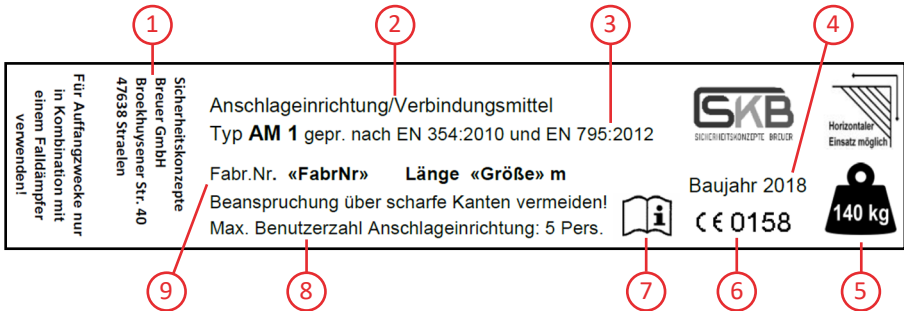 1
2
3
4
Für Auffangzwecke nur
in Kombination mit
einem Falldämpfer
verwenden!
Sicherheitskonzepte
Breuer GmbH
Broekhuysener Str. 40
47638 Straelen
Anschlageinrichtung/Verbindungsmittel
Typ AM 1 gepr. nach EN 354:2010 und EN 795:2012
Fabr.Nr. «FabrNr» Länge «Größe» m
Beanspruchung über scharfe Kanten vermeiden!
Max. Benutzerzahl Anschlageinrichtung: 5 Pers.
SKB
SICHERHEITSKONZEPTE BREUER
Baujahr 2018
CE 0158
Horizontaler
Einsatz möglich
140 kg
9
8
7
6
5